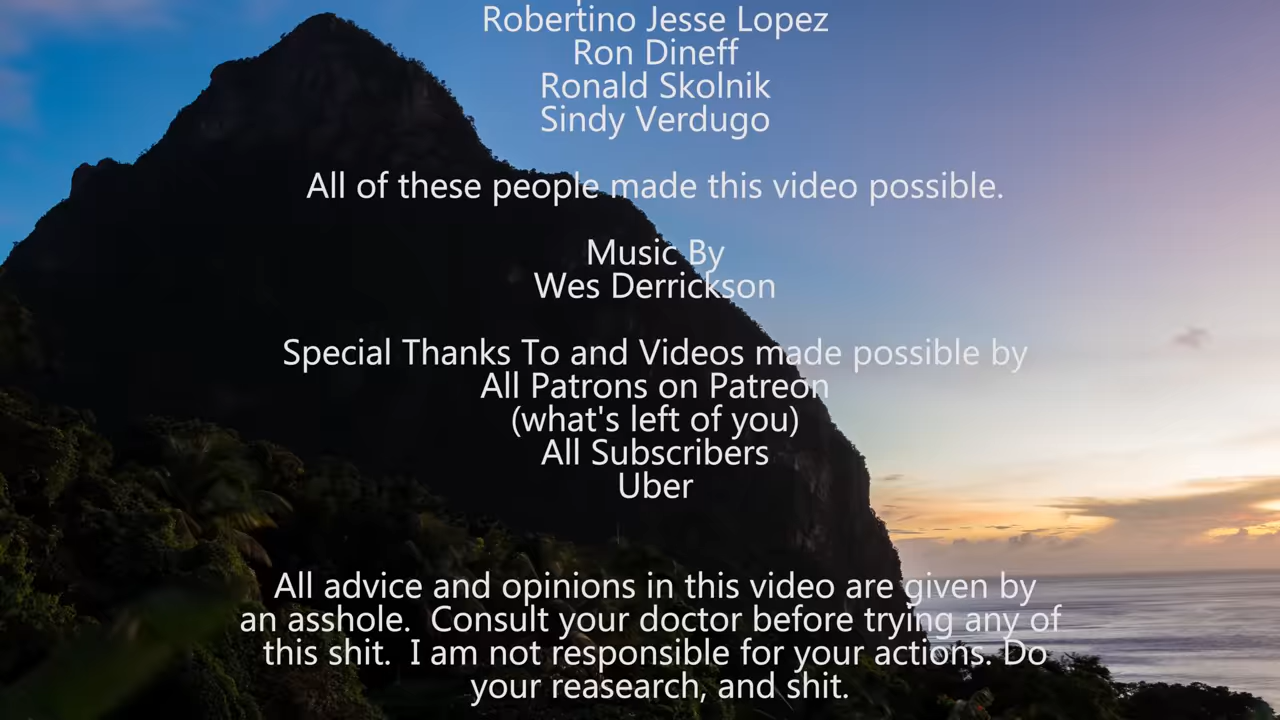 Robertino Jesse Lopez
Ron Dineff
Ronald Skolnik
Sindy Verdugo
All of these people made this video possible.
Music By
Wes Derrickson
Special Thanks To and Videos made possible by
All Patrons on Patreon
(what's left of you)
All Subscribers
Uber
All advice and opinions in this video are given by
an asshole.  Consult your doctor before trying any of
this shit.  I am not responsible for your actions. Do
your reasearch, and shit.